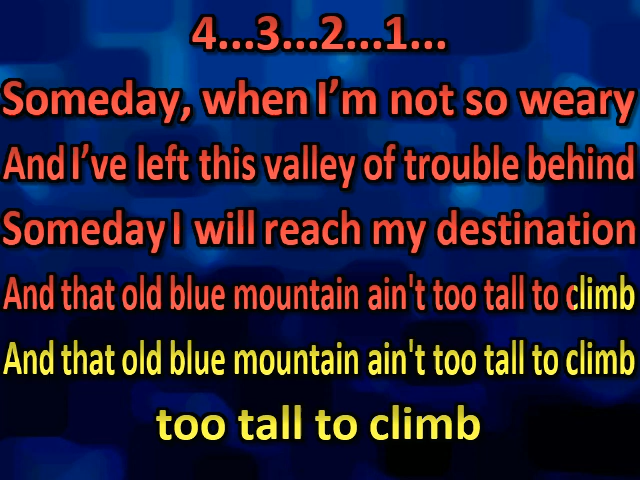 4...3...2...1...
Someday, when I’m not so weary
And I’ve left this valley of trouble behind
Someday I will reach my destination
And that old blue mountain ain't too tall to climb
And that old blue mountain ain't too tall to climb
too tall to climb